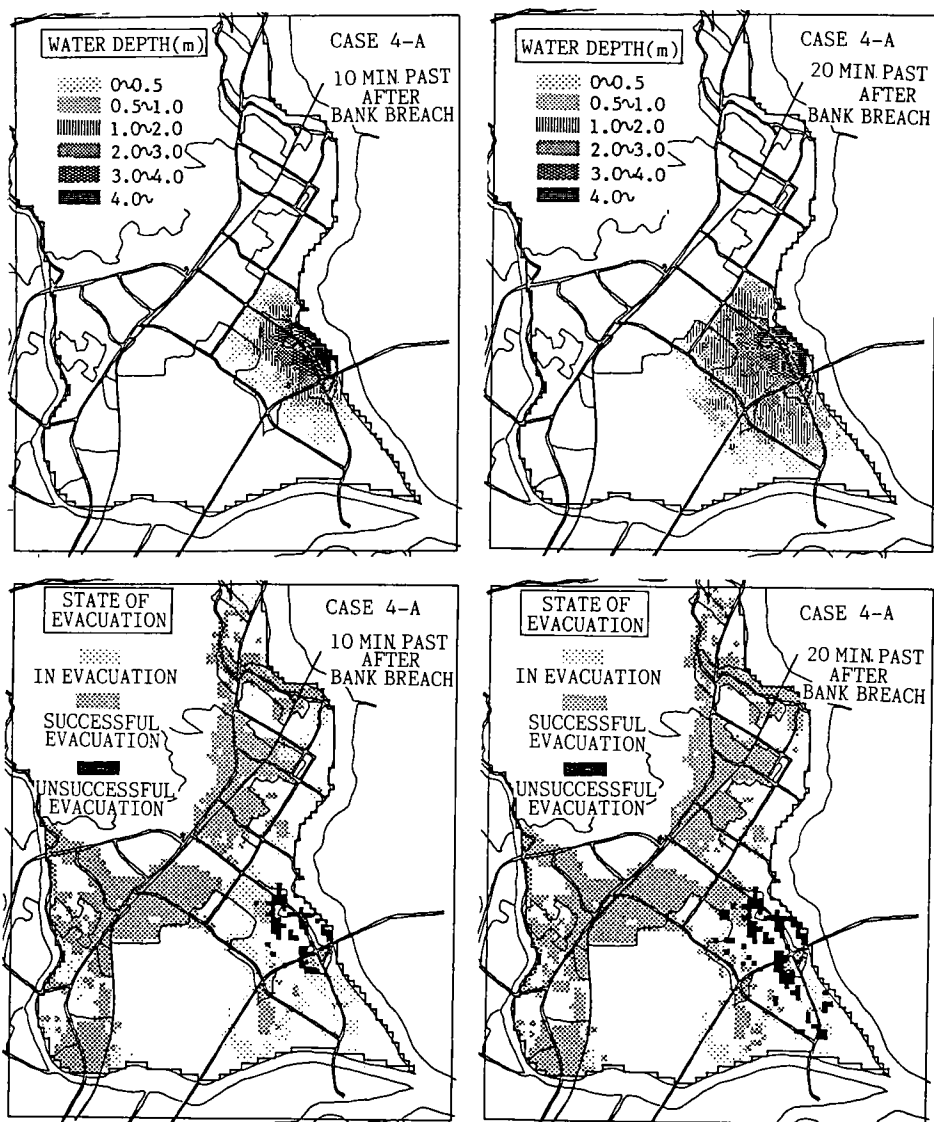 WATER DEPTH(m)
0~0.5
0.5~1.0
1.0~2.0
2.0~3.0
3.0~4.0
4.0~
CASE 4-A
10 MIN. PAST
AFTER
BANK BREACH
WATER DEPTH(m)
0~0.5
0.5~1.0
1.0~2.0
2.0~3.0
3.0~4.0
4.0~
CASE 4-A
20 MIN. PAST
AFTER
BANK BREACH
STATE OF
EVACUATION
IN EVACUATION
SUCCESSFUL
EVACUATION
UNSUCCESSFUL
EVACUATION
CASE 4-A
10 MIN. PAST
AFTER
BANK BREACH
STATE OF
EVACUATION
IN EVACUATION
SUCCESSFUL
EVACUATION
UNSUCCESSFUL
EVACUATION
CASE 4-A
20 MIN. PAST
AFTER
BANK BREACH